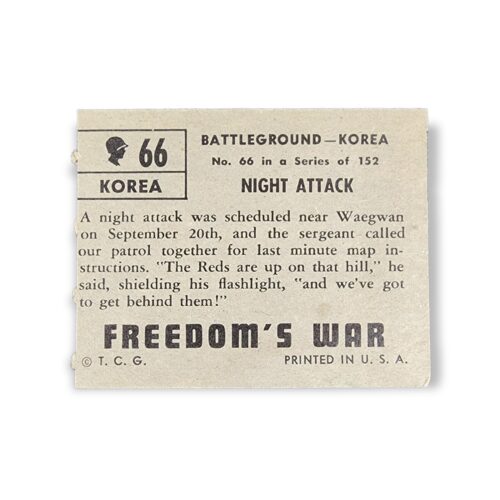 66
KOREA
BATTLEGROUND—KOREA
No. 66 in a Series of 152
NIGHT ATTACK
A night attack was scheduled near Waegwan
on September 20th, and the sergeant called
our patrol together for last minute map in-
structions. "The Reds are up on that hill," he
said, shielding his flashlight, "and we've got
to get behind them!"
FREEDOM'S WAR
© T. C. G.
PRINTED IN U. S. A.